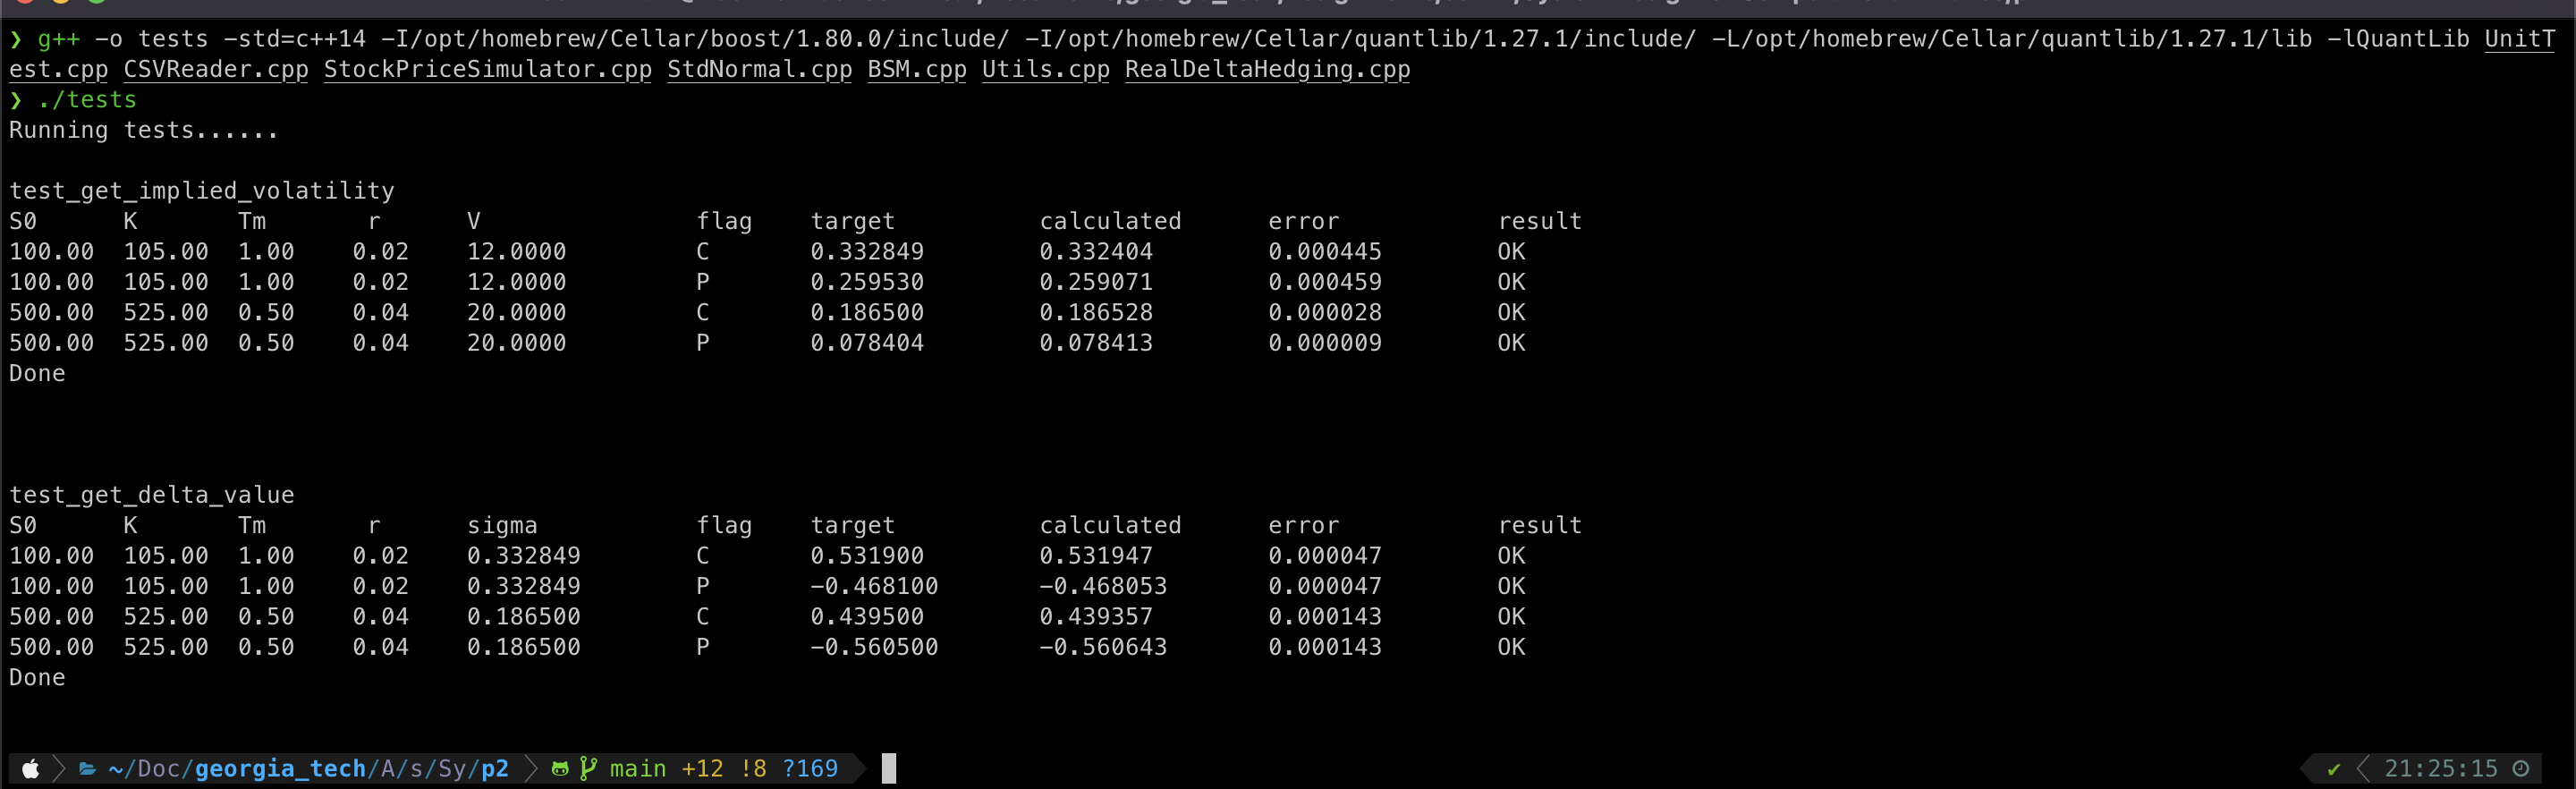 ❯ g++ -o tests -std=c++14 -I/opt/homebrew/Cellar/boost/1.80.0/include/ -I/opt/homebrew/Cellar/quantlib/1.27.1/include/ -L/opt/homebrew/Cellar/quantlib/1.27.1/lib -lQuantLib UnitT
est.cpp CSVReader.cpp StockPriceSimulator.cpp StdNormal.cpp BSM.cpp Utils.cpp RealDeltaHedging.cpp
❯ ./tests
Running tests......
test_get_implied_volatility
S0 K Tm r V flag target calculated error result
100.00 105.00 1.00 0.02 12.0000 C 0.332849 0.332404 0.000445 OK
100.00 105.00 1.00 0.02 12.0000 P 0.259530 0.259071 0.000459 OK
500.00 525.00 0.50 0.04 20.0000 C 0.186500 0.186528 0.000028 OK
500.00 525.00 0.50 0.04 20.0000 P 0.078404 0.078413 0.000009 OK
Done
test_get_delta_value
S0 K Tm r sigma flag target calculated error result
100.00 105.00 1.00 0.02 0.332849 C 0.531900 0.531947 0.000047 OK
100.00 105.00 1.00 0.02 0.332849 P -0.468100 -0.468053 0.000047 OK
500.00 525.00 0.50 0.04 0.186500 C 0.439500 0.439357 0.000143 OK
500.00 525.00 0.50 0.04 0.186500 P -0.560500 -0.560643 0.000143 OK
Done
~/Doc/georgia_tech/A/s/Sy/p2 main +12 !8 ?169 ✔ 21:25:15